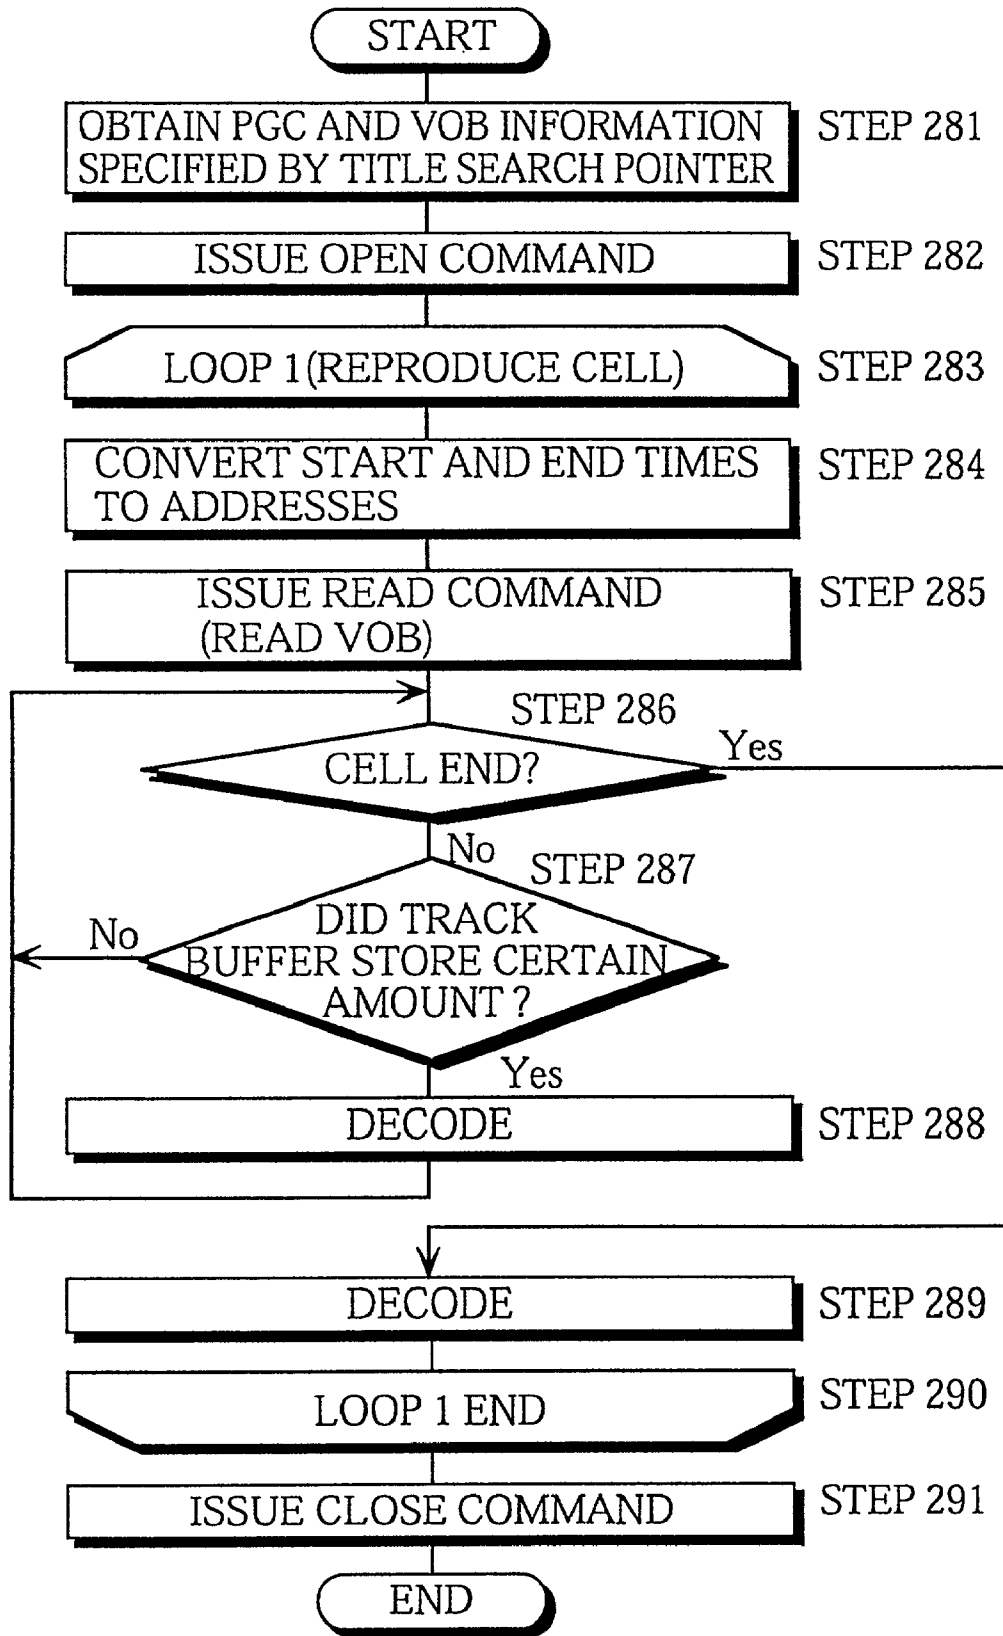 START
OBTAIN PGC AND VOB INFORMATION
SPECIFIED BY TITLE SEARCH POINTER
STEP 281
ISSUE OPEN COMMAND
STEP 282
LOOP 1(REPRODUCE CELL)
STEP 283
CONVERT START AND END TIMES
TO ADDRESSES
STEP 284
ISSUE READ COMMAND
(READ VOB)
STEP 285
STEP 286
CELL END?
Yes
No
STEP 287
DID TRACK
BUFFER STORE CERTAIN
AMOUNT ?
No
Yes
DECODE
STEP 288
DECODE
STEP 289
LOOP 1 END
STEP 290
ISSUE CLOSE COMMAND
STEP 291
END